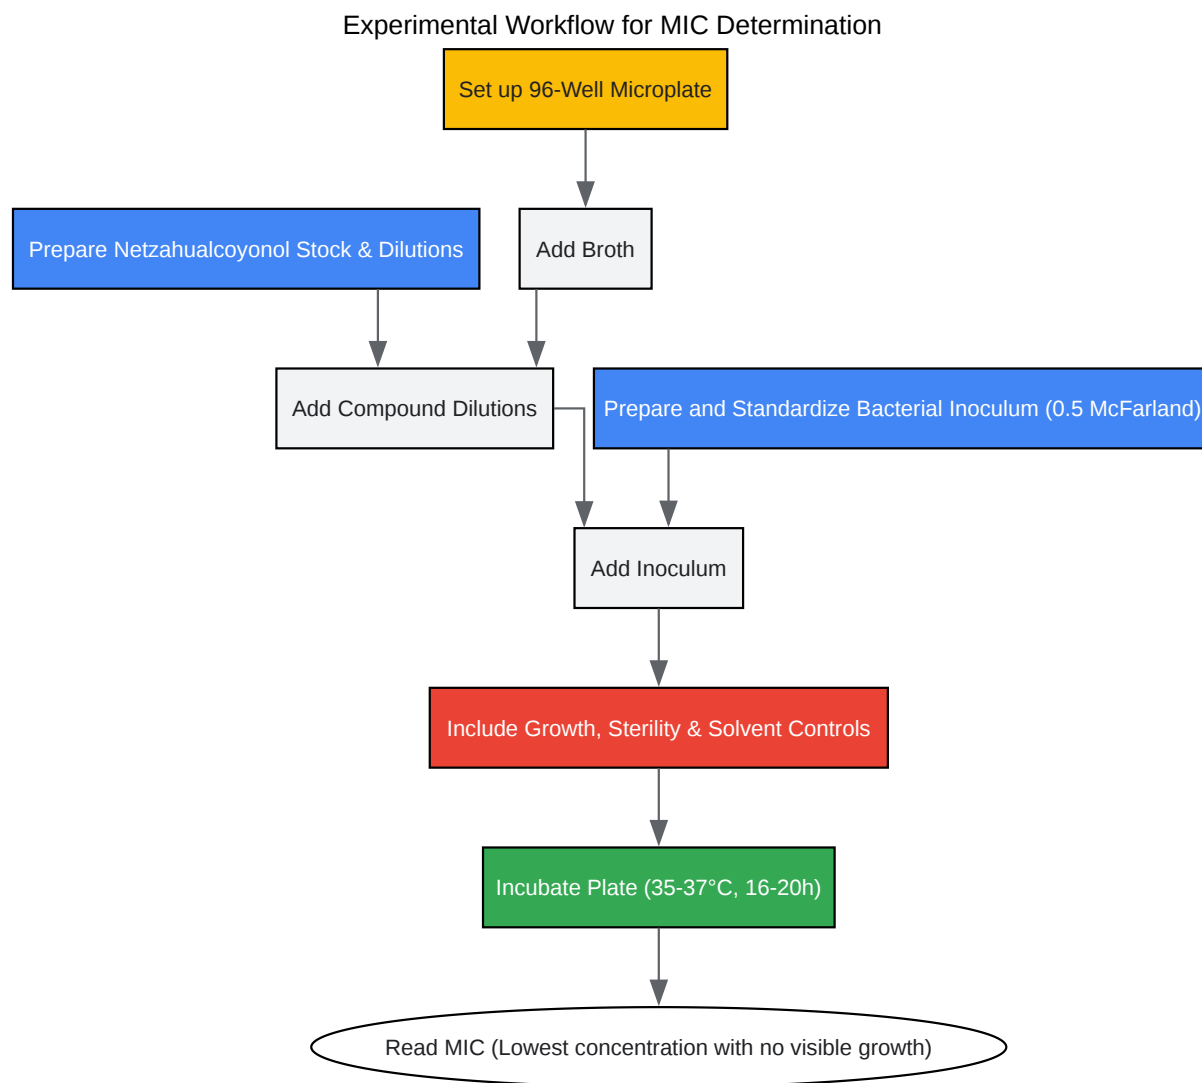 Experimental Workflow for MIC Determination
Set up 96-Well Microplate
Prepare Netzahualcoyonol Stock & Dilutions
Add Broth
Add Compound Dilutions
Prepare and Standardize Bacterial Inoculum (0.5 McFarland)
Add Inoculum
Include Growth, Sterility & Solvent Controls
Incubate Plate (35-37°C, 16-20h)
Read MIC (Lowest concentration with no visible growth)